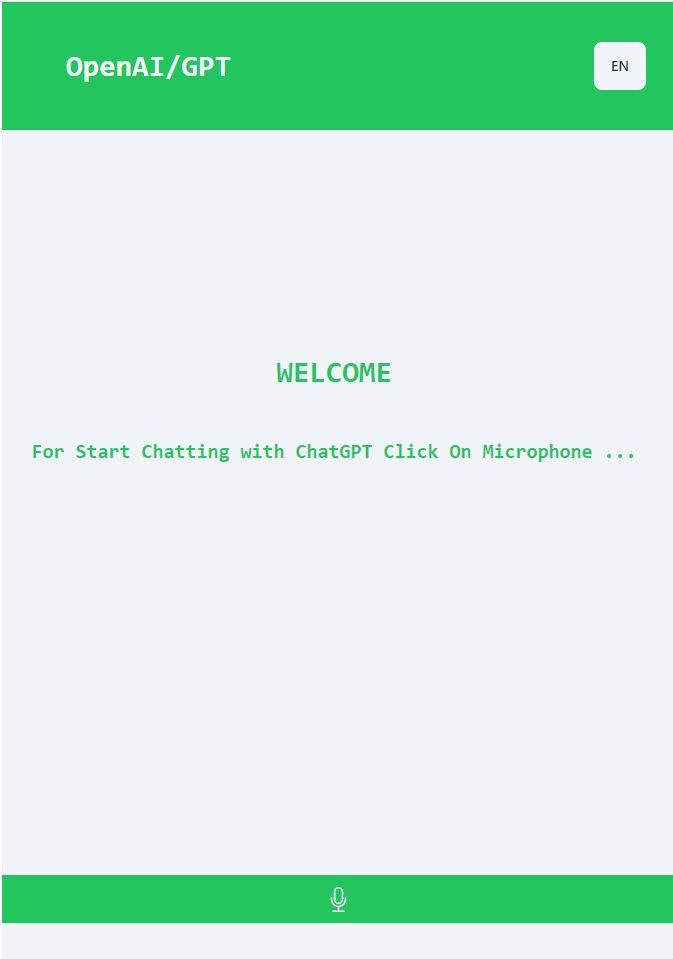 OpenAI/GPT
EN
WELCOME
For Start Chatting with ChatGPT Click On Microphone ...